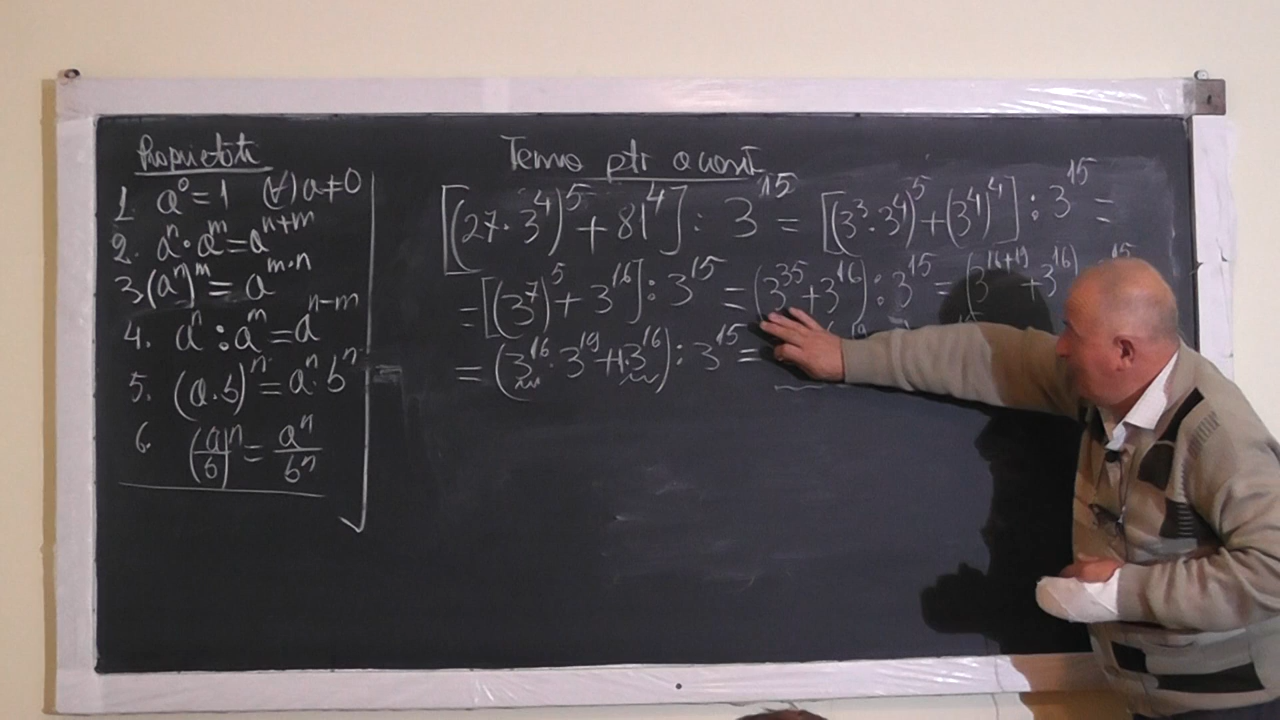 Proprietăți
1. a⁰=1 (∀) a≠0
2. aⁿ·aᵐ=aⁿ⁺ᵐ
3. (aⁿ)ᵐ=aᵐ·ⁿ
4. aⁿ:aᵐ=aⁿ⁻ᵐ
5. (a·b)ⁿ=aⁿ·bⁿ
6. (a/b)ⁿ=aⁿ/bⁿ
Tema ptr acasă
[(27·3⁴)⁵+81⁴]:3¹⁵=[(3³·3⁴)⁵+(3⁴)⁴]:3¹⁵=
=[(3⁷)⁵+3¹⁶]:3¹⁵=(3³⁵+3¹⁶):3¹⁵=(3¹⁶⁺¹⁹+3¹⁶)
=(3¹⁶·3¹⁹+1·3¹⁶):3¹⁵=